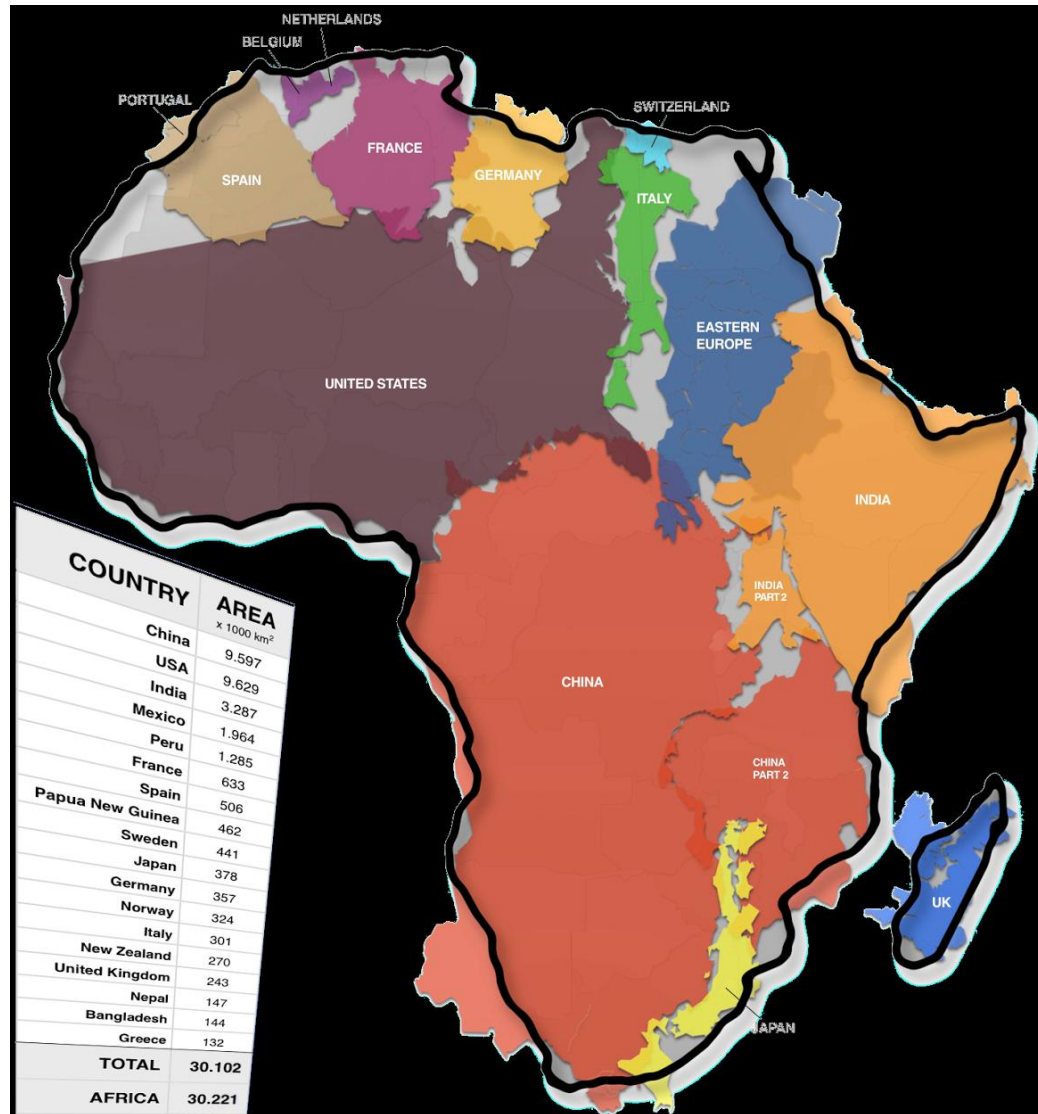 NETHERLANDS
BELGIUM
PORTUGAL
SWITZERLAND
FRANCE
SPAIN
GERMANY
ITALY
EASTERN
EUROPE
UNITED STATES
INDIA
INDIA
PART 2
CHINA
CHINA
PART 2
UK
JAPAN
COUNTRY AREA
x 1000 km²
China 9.597
USA 9.629
India 3.287
Mexico 1.964
Peru 1.285
France 633
Spain 506
Papua New Guinea 462
Sweden 441
Japan 378
Germany 357
Norway 324
Italy 301
New Zealand 270
United Kingdom 243
Nepal 147
Bangladesh 144
Greece 132
TOTAL 30.102
AFRICA 30.221